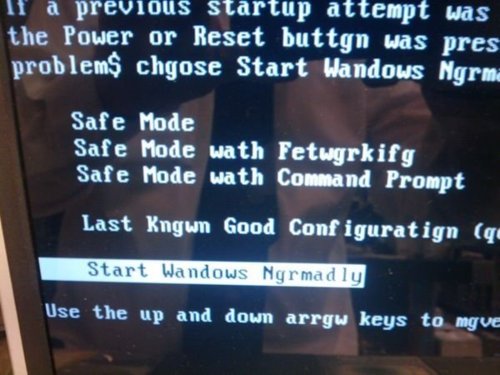 If a previous startup attempt was
the Power or Reset buttgn was pres
problem$ chgose Start Wandows Ngrma
Safe Mode
Safe Mode wath Fetwgrkifg
Safe Mode wath Command Prompt
Last Kngwn Good Configuratign (q
Start Wandows Ngrmadly
Use the up and down arrgw keys to mgve